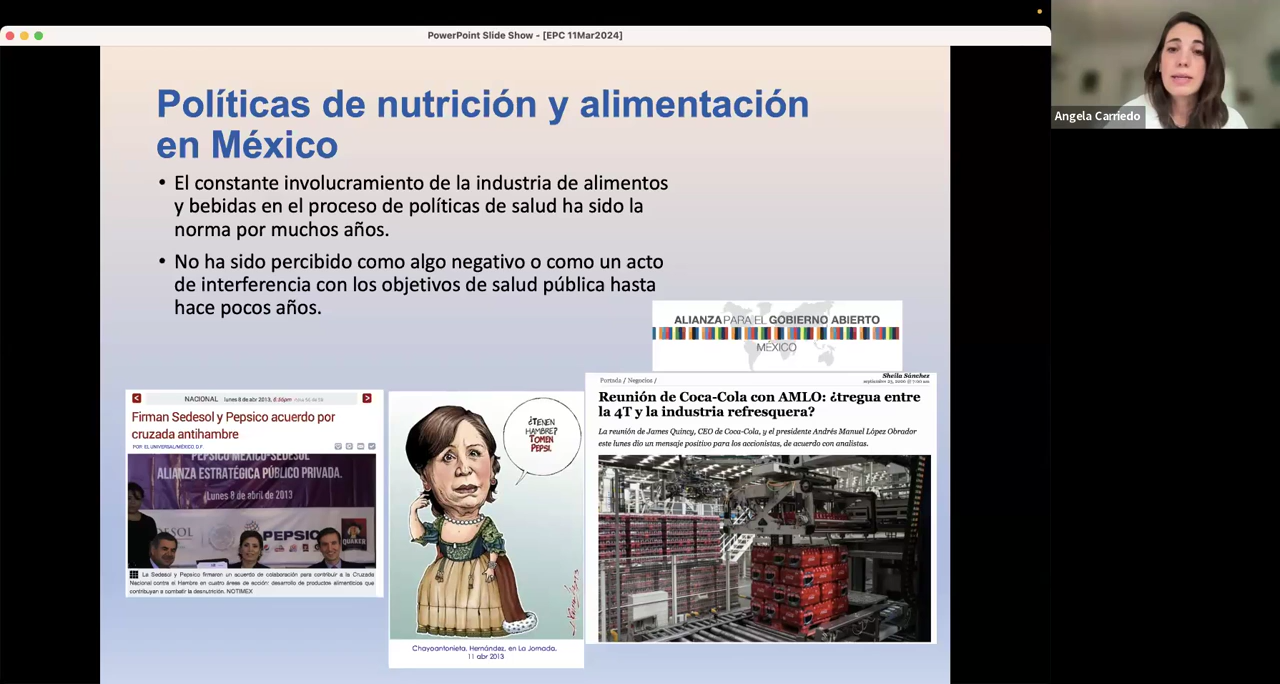 PowerPoint Slide Show - [EPC 11Mar2024]
Angela Carriedo
Políticas de nutrición y alimentación
en México
• El constante involucramiento de la industria de alimentos
y bebidas en el proceso de políticas de salud ha sido la
norma por muchos años.
• No ha sido percibido como algo negativo o como un acto
de interferencia con los objetivos de salud pública hasta
hace pocos años.
ALIANZA PARA EL GOBIERNO ABIERTO
MÉXICO
NACIONAL lunes 8 de abr 2013, 6:56pm
Firman Sedesol y Pepsico acuerdo por
cruzada antihambre
POR: EL UNIVERSAL/MÉXICO, D.F.
PEPSICO MÉXICO-SEDESOL
ALIANZA ESTRATÉGICA PÚBLICO PRIVADA.
Lunes 8 de abril de 2013
PEPSICO
QUAKER
La Sedesol y Pepsico firmaron un acuerdo de colaboración para contribuir a la Cruzada
Nacional contra el Hambre en cuatro áreas de acción: desarrollo de productos alimenticios que
contribuyan a combatir la desnutrición. NOTIMEX
¿TIENEN
HAMBRE?
TOMEN
PEPSI.
Chayoantonieta. Hernández, en La Jornada,
11 abr 2013
Portada / Negocios /
Sheila Sánchez
Reunión de Coca-Cola con AMLO: ¿tregua entre
la 4T y la industria refresquera?
La reunión de James Quincy, CEO de Coca-Cola, y el presidente Andrés Manuel López Obrador
este lunes dio un mensaje positivo para los accionistas, de acuerdo con analistas.